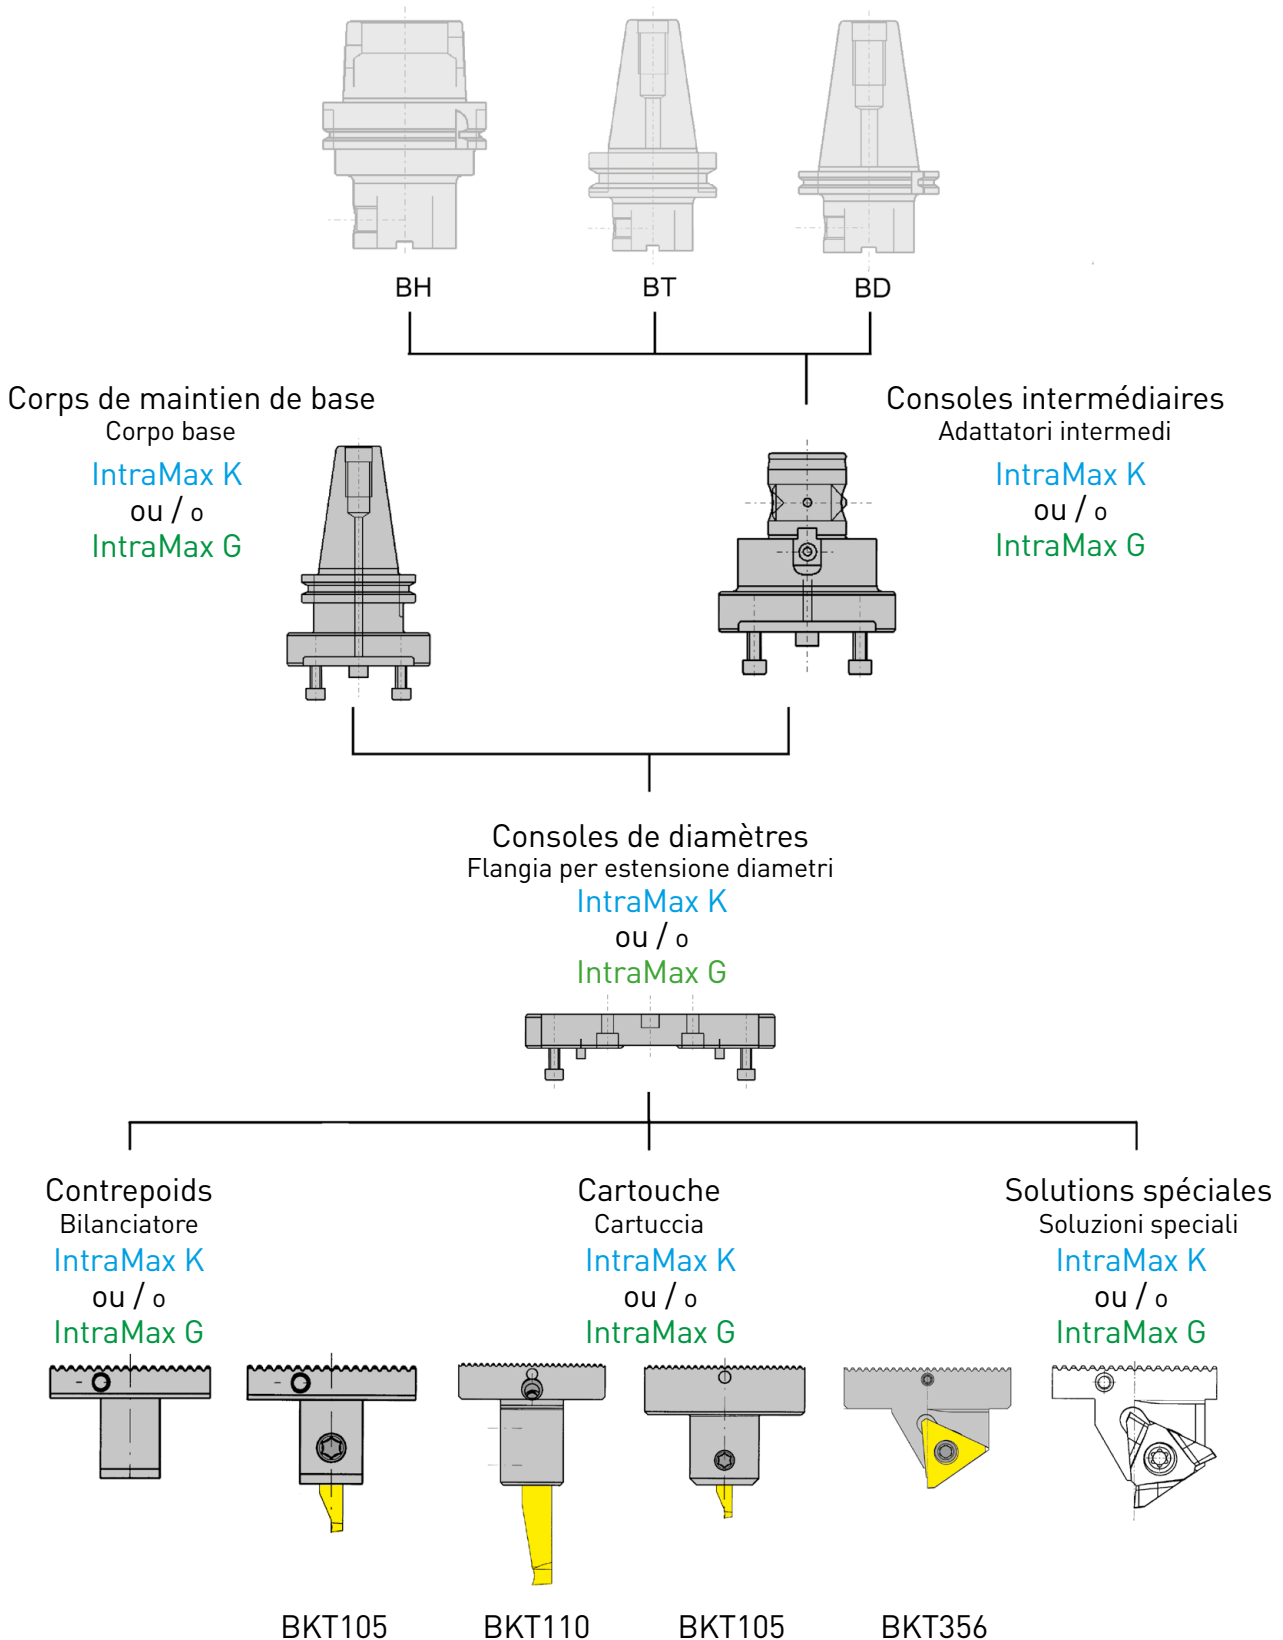 BH
BT
BD
Corps de maintien de base
Corpo base
IntraMax K
ou / o
IntraMax G
Consoles intermédiaires
Adattatori intermedi
IntraMax K
ou / o
IntraMax G
Consoles de diamètres
Flangia per estensione diametri
IntraMax K
ou / o
IntraMax G
Contrepoids
Bilanciatore
IntraMax K
ou / o
IntraMax G
Cartouche
Cartuccia
IntraMax K
ou / o
IntraMax G
Solutions spéciales
Soluzioni speciali
IntraMax K
ou / o
IntraMax G
BKT105
BKT110
BKT105
BKT356